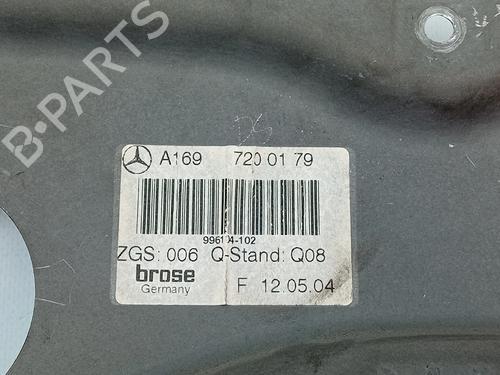 B-PARTS
A169 720 01 79
ZGS: 006 Q-Stand: Q08
brose
Germany
F 12.05.04